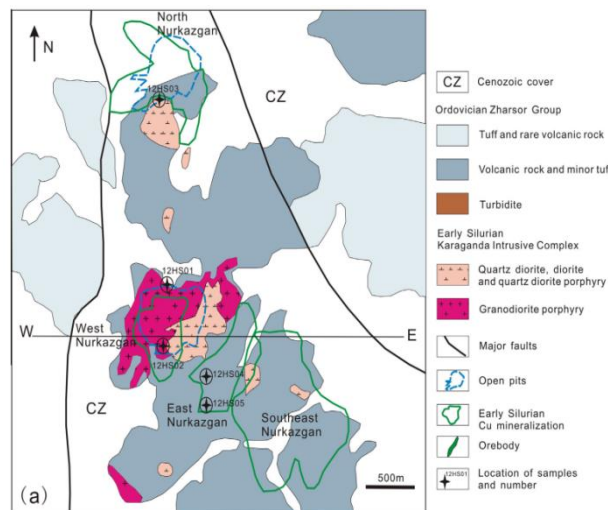 N
North
Nurkazgan
12HS03
CZ
12HS01
W
E
West
Nurkazgan
12HS02
12HS04
12HS05
CZ
East
Nurkazgan
Southeast
Nurkazgan
(a)
500m
CZ Cenozoic cover
Ordovician Zharsor Group
Tuff and rare volcanic rock
Volcanic rock and minor tuf
Turbidite
Early Silurian
Karaganda Intrusive Complex
Quartz diorite, diorite
and quartz diorite porphyry
Granodiorite porphyry
Major faults
Open pits
Early Silurian
Cu mineralization
Orebody
12HS01 Location of samples
and number